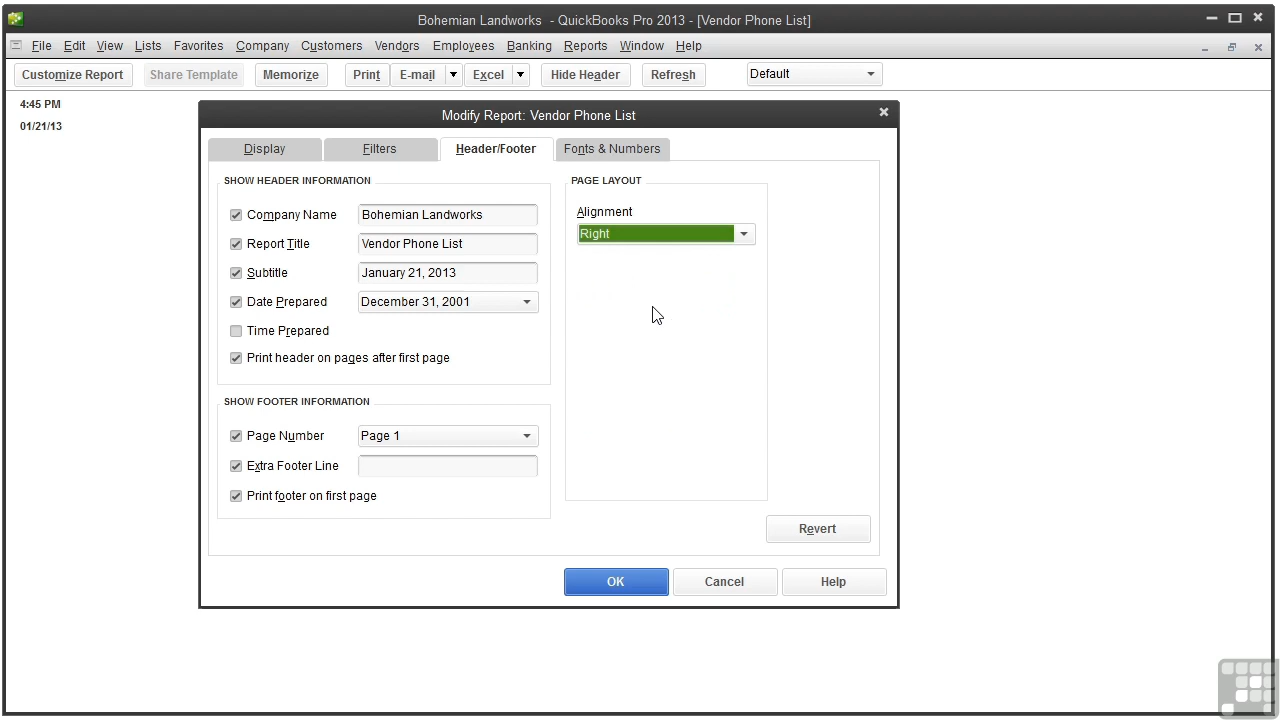 Bohemian Landworks - QuickBooks Pro 2013 - [Vendor Phone List]
File Edit View Lists Favorites Company Customers Vendors Employees Banking Reports Window Help
Customize Report Share Template Memorize Print E-mail Excel Hide Header Refresh Default
4:45 PM
01/21/13
Modify Report: Vendor Phone List
Display Filters Header/Footer Fonts & Numbers
SHOW HEADER INFORMATION
Company Name Bohemian Landworks
Report Title Vendor Phone List
Subtitle January 21, 2013
Date Prepared December 31, 2001
Time Prepared
Print header on pages after first page
SHOW FOOTER INFORMATION
Page Number Page 1
Extra Footer Line
Print footer on first page
PAGE LAYOUT
Alignment
Right
Revert
OK Cancel Help